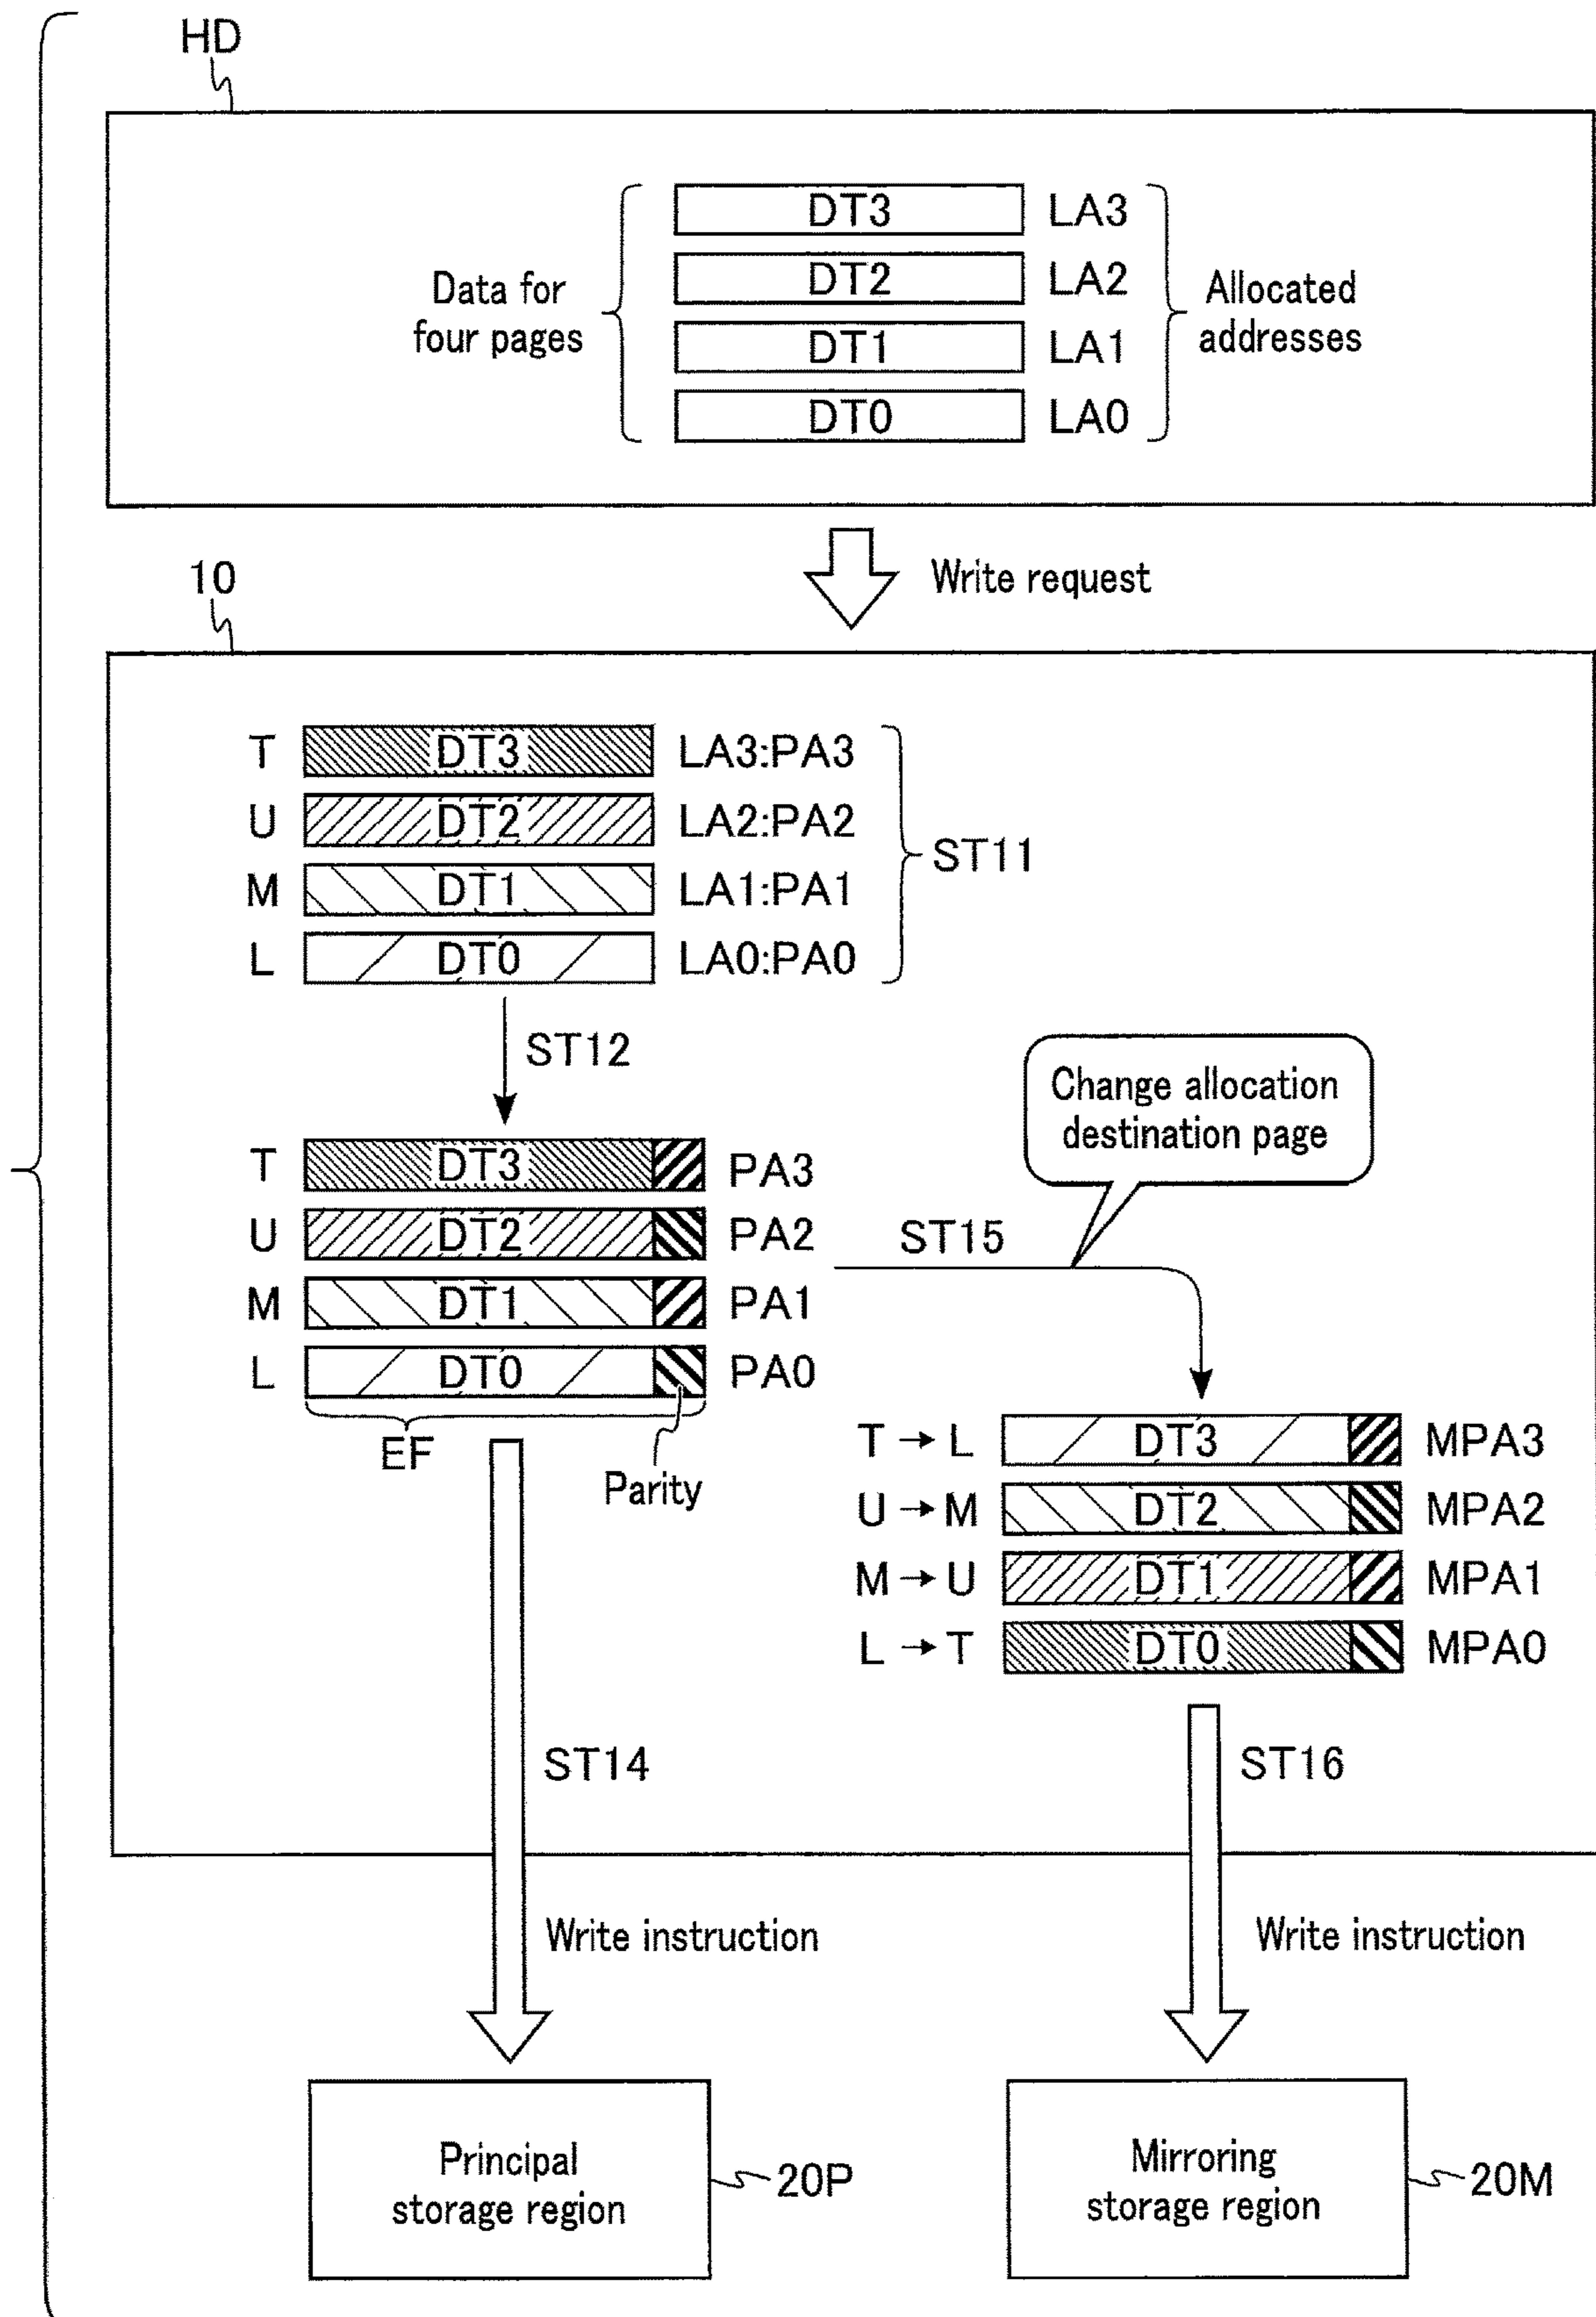 HD
DT3 LA3
DT2 LA2
DT1 LA1
DT0 LA0
Data for
four pages
Allocated
addresses
Write request
10
T DT3 LA3:PA3
U DT2 LA2:PA2
M DT1 LA1:PA1
L DT0 LA0:PA0
ST11
ST12
Change allocation
destination page
T DT3 PA3
U DT2 PA2
M DT1 PA1
L DT0 PA0
ST15
EF
Parity
T→L DT3 MPA3
U→M DT2 MPA2
M→U DT1 MPA1
L→T DT0 MPA0
ST14
ST16
Write instruction
Write instruction
Principal
storage region
20P
Mirroring
storage region
20M